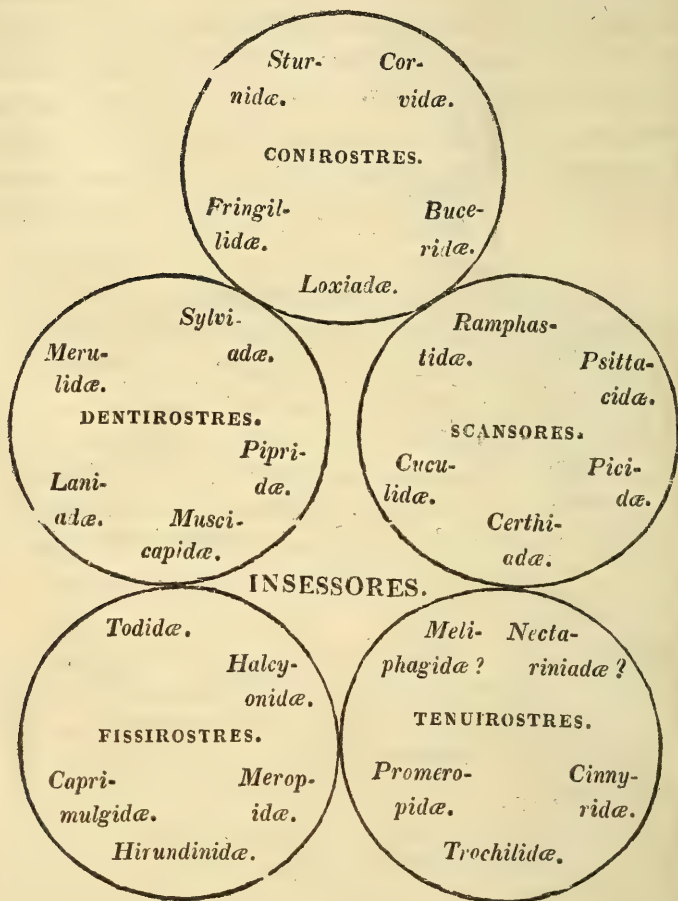 Stur- Cor-
nidæ. vidæ.
CONIROSTRES.
Fringil- Buce-
lidæ. ridæ.
Loxiadæ.
Sylvi-
adæ.
Meru-
lidæ.
DENTIROSTRES.
Pipri-
dæ.
Lani-
adæ.
Musci-
capidæ.
Ramphas-
tidæ.
Psitta-
cidæ.
SCANSORES.
Cucu- Pici-
lidæ. dæ.
Certhi-
adæ.
INSESSORES.
Todidæ.
Halcy-
onidæ.
FISSIROSTRES.
Capri- Merop-
mulgidæ. idæ.
Hirundinidæ.
Meli- Necta-
phagidæ ? riniadæ ?
TENUIROSTRES.
Promero- Cinny-
pidæ. ridæ.
Trochilidæ.